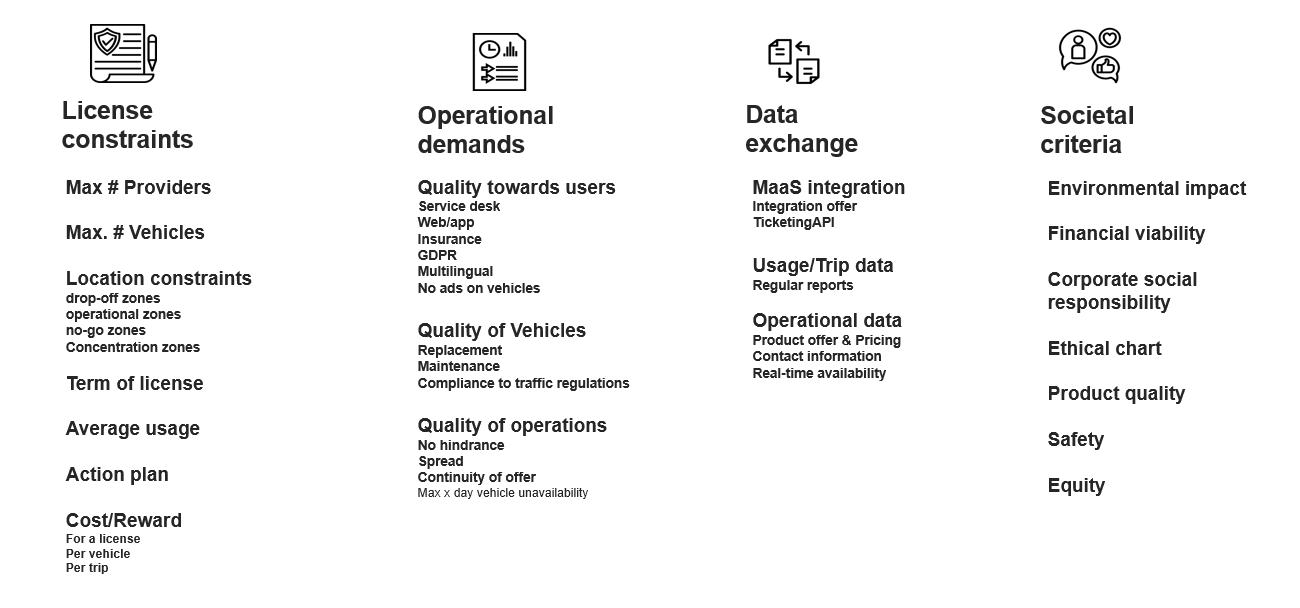 License
constraints
Max # Providers
Max. # Vehicles
Location constraints
drop-off zones
operational zones
no-go zones
Concentration zones
Term of license
Average usage
Action plan
Cost/Reward
For a license
Per vehicle
Per trip
Operational
demands
Quality towards users
Service desk
Web/app
Insurance
GDPR
Multilingual
No ads on vehicles
Quality of Vehicles
Replacement
Maintenance
Compliance to traffic regulations
Quality of operations
No hindrance
Spread
Continuity of offer
Max x day vehicle unavailability
Data
exchange
MaaS integration
Integration offer
TicketingAPI
Usage/Trip data
Regular reports
Operational data
Product offer & Pricing
Contact information
Real-time availability
Societal
criteria
Environmental impact
Financial viability
Corporate social
responsibility
Ethical chart
Product quality
Safety
Equity